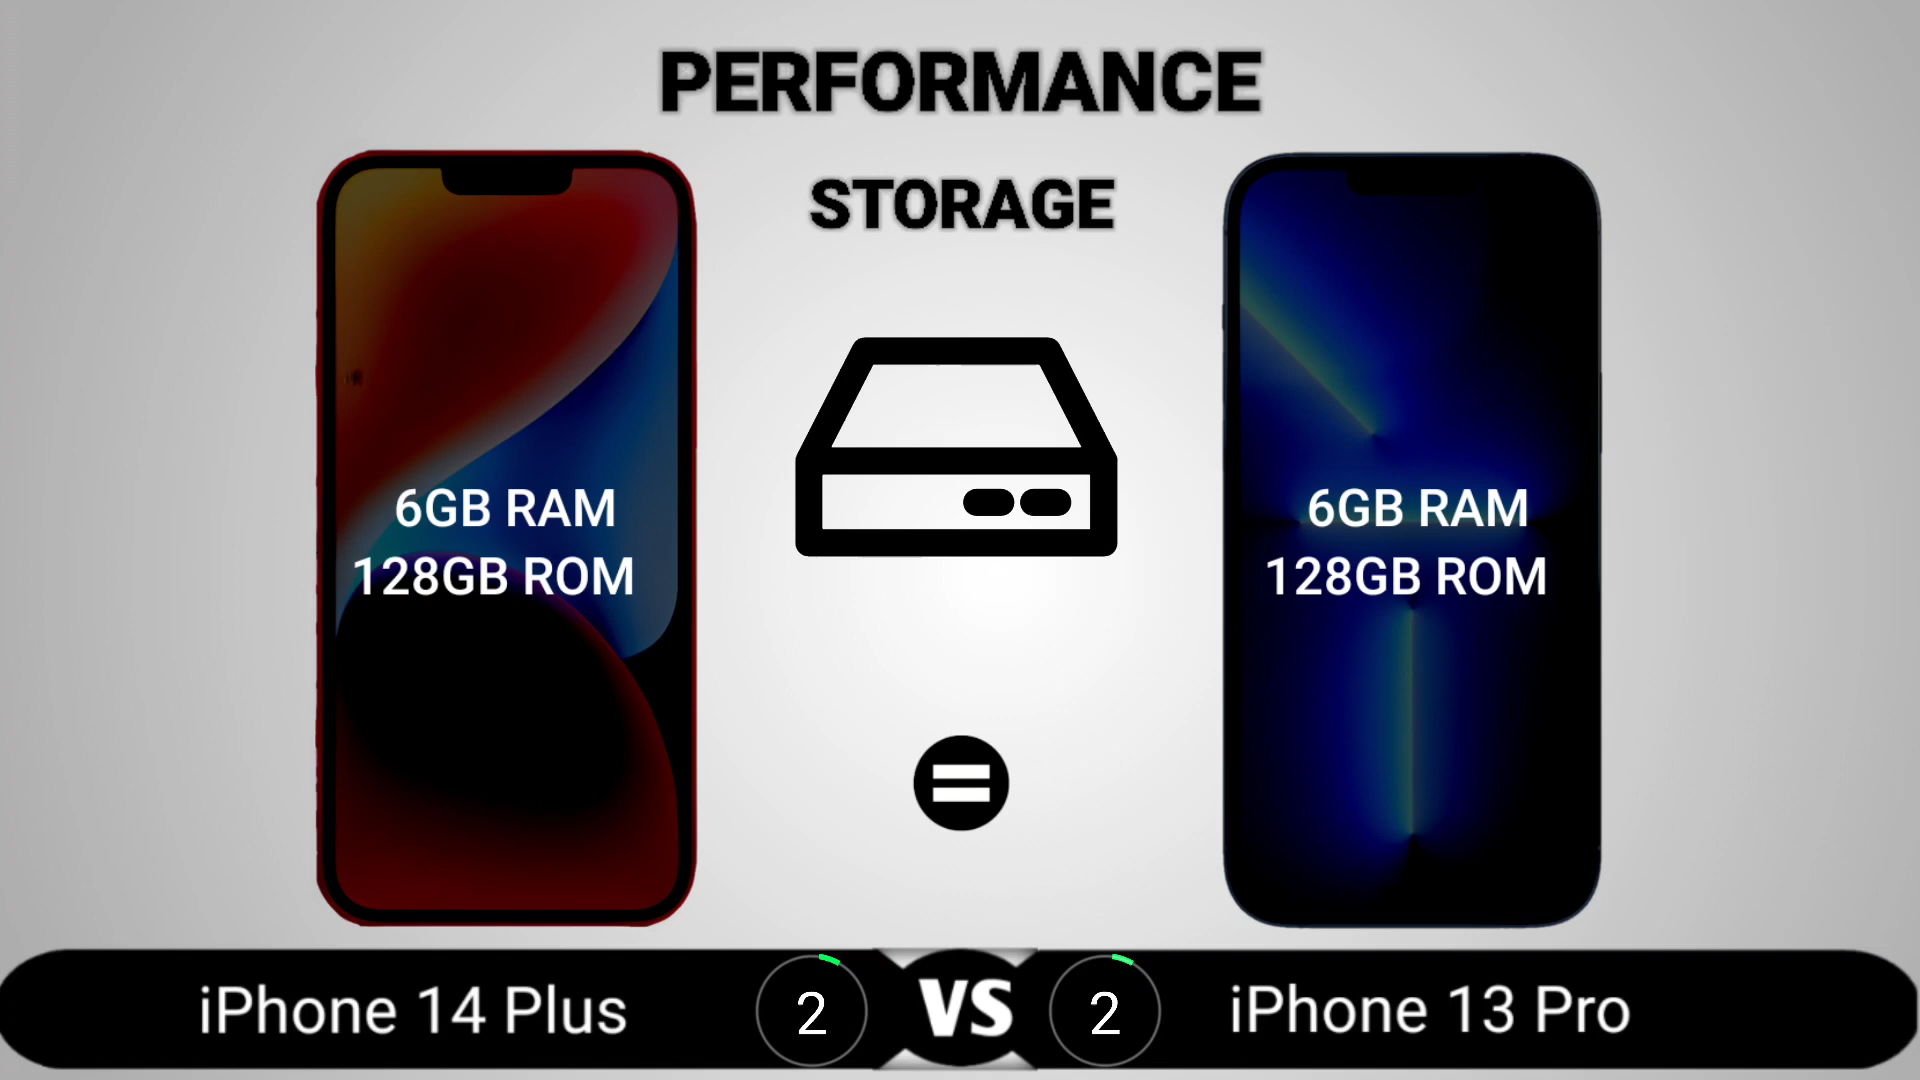 PERFORMANCE
STORAGE
6GB RAM
128GB ROM
6GB RAM
128GB ROM
iPhone 14 Plus
2
VS
2
iPhone 13 Pro